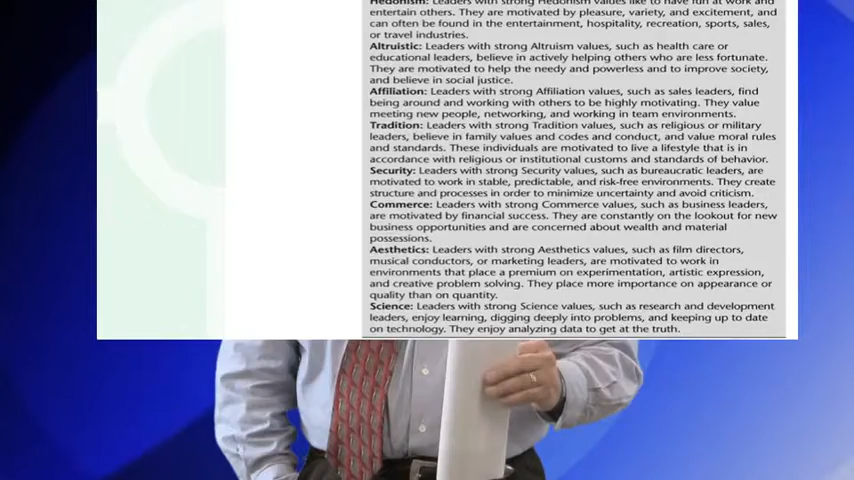 Hedonism: Leaders with strong Hedonism values like to have fun at work and
entertain others. They are motivated by pleasure, variety, and excitement, and
can often be found in the entertainment, hospitality, recreation, sports, sales,
or travel industries.
Altruistic: Leaders with strong Altruism values, such as health care or
educational leaders, believe in actively helping others who are less fortunate.
They are motivated to help the needy and powerless and to improve society,
and believe in social justice.
Affiliation: Leaders with strong Affiliation values, such as sales leaders, find
being around and working with others to be highly motivating. They value
meeting new people, networking, and working in team environments.
Tradition: Leaders with strong Tradition values, such as religious or military
leaders, believe in family values and codes and conduct, and value moral rules
and standards. These individuals are motivated to live a lifestyle that is in
accordance with religious or institutional customs and standards of behavior.
Security: Leaders with strong Security values, such as bureaucratic leaders, are
motivated to work in stable, predictable, and risk-free environments. They create
structure and processes in order to minimize uncertainty and avoid criticism.
Commerce: Leaders with strong Commerce values, such as business leaders,
are motivated by financial success. They are constantly on the lookout for new
business opportunities and are concerned about wealth and material
possessions.
Aesthetics: Leaders with strong Aesthetics values, such as film directors,
musical conductors, or marketing leaders, are motivated to work in
environments that place a premium on experimentation, artistic expression,
and creative problem solving. They place more importance on appearance or
quality than on quantity.
Science: Leaders with strong Science values, such as research and development
leaders, enjoy learning, digging deeply into problems, and keeping up to date
on technology. They enjoy analyzing data to get at the truth.